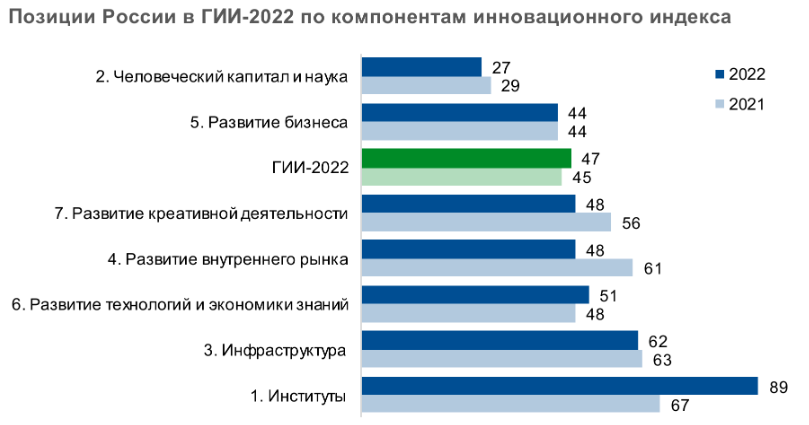 Позиции России в ГИИ-2022 по компонентам инновационного индекса
2. Человеческий капитал и наука
27
29
2022
2021
5. Развитие бизнеса
44
44
ГИИ-2022
47
45
7. Развитие креативной деятельности
48
56
4. Развитие внутреннего рынка
48
61
6. Развитие технологий и экономики знаний
51
48
3. Инфраструктура
62
63
1. Институты
89
67